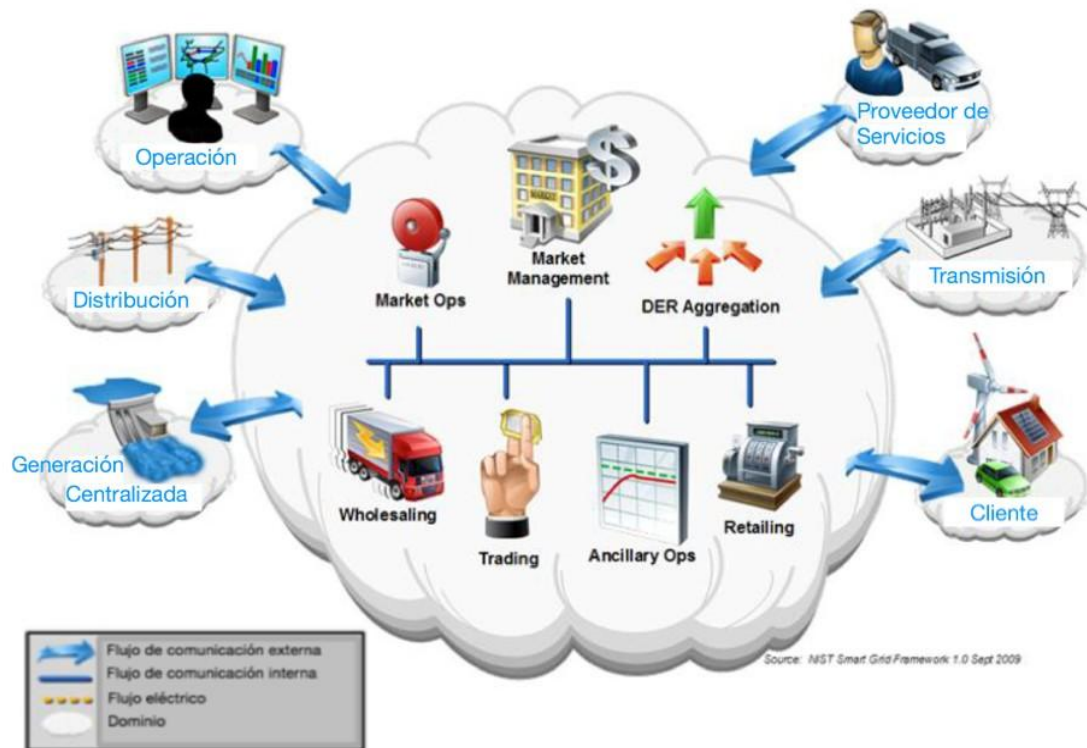 Operación
Proveedor de
Servicios
Market
Management
Market Ops
DER Aggregation
Distribución
Transmisión
Generación
Centralizada
Wholesaling
Trading
Ancillary Ops
Retailing
Cliente
Flujo de comunicación externa
Flujo de comunicación interna
Flujo eléctrico
Dominio
Source: NIST Smart Grid Framework 1.0 Sept 2009